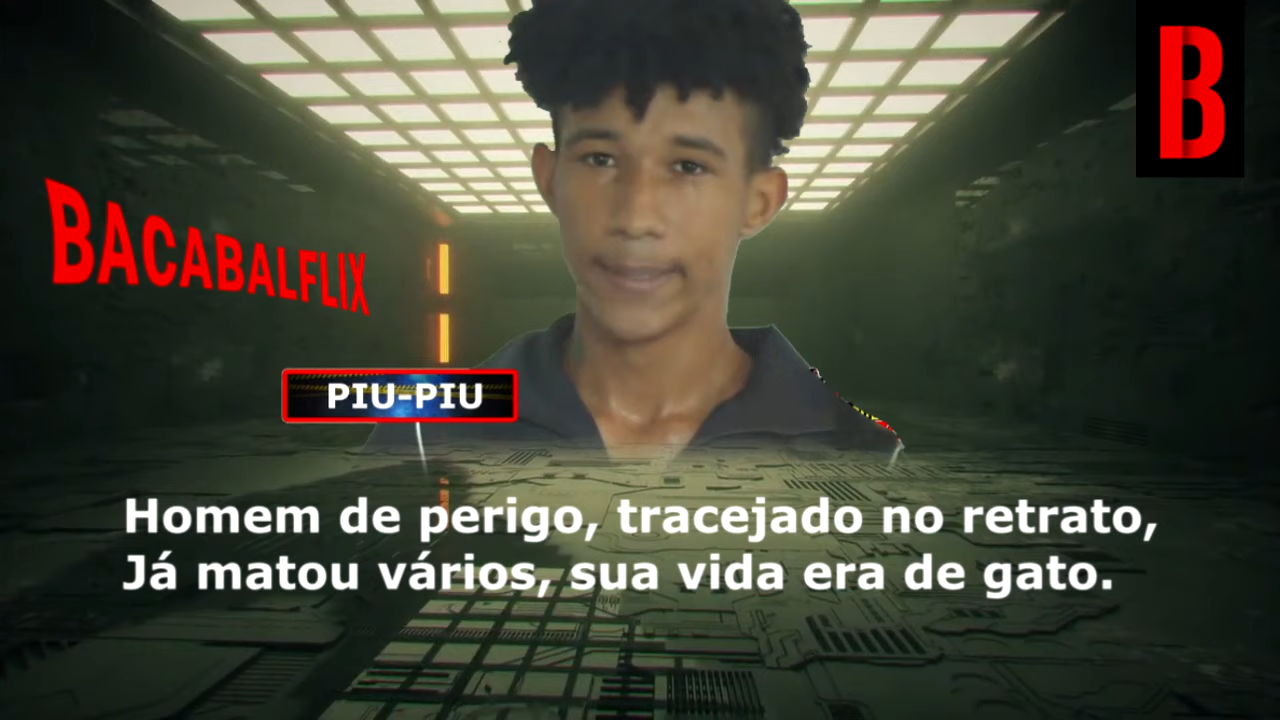 B
BACABALFLIX
PIU-PIU
Homem de perigo, tracejado no retrato,
Já matou vários, sua vida era de gato.